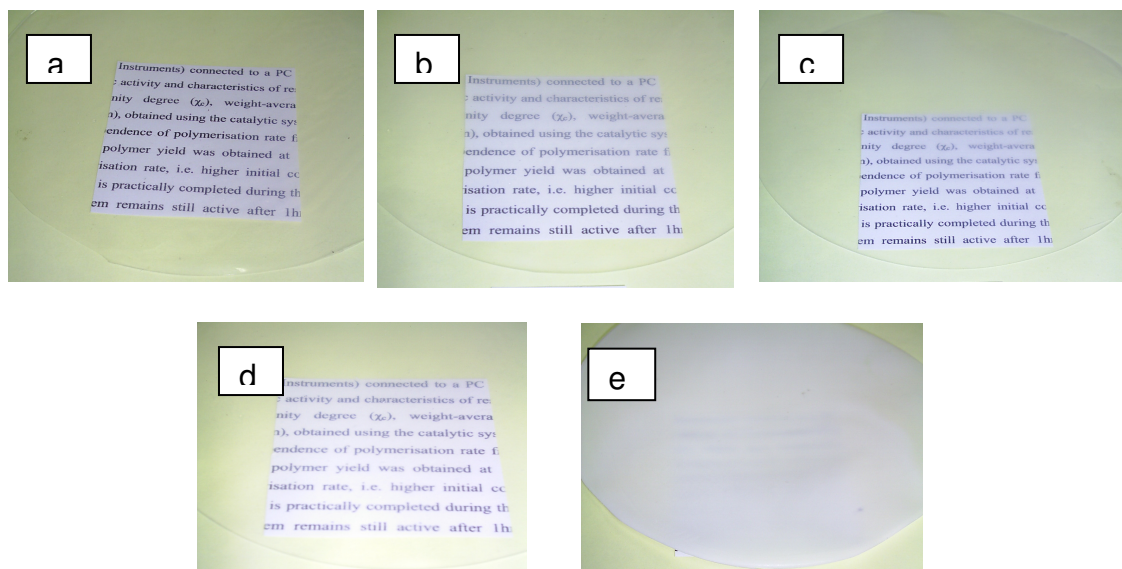 a
Instruments) connected to a PC
: activity and characteristics of re
nity degree (χc), weight-avera
n), obtained using the catalytic sys
endence of polymerisation rate f
polymer yield was obtained at
isation rate, i.e. higher initial co
is practically completed during th
em remains still active after 1h
b
Instruments) connected to a PC
: activity and characteristics of re
nity degree (χc), weight-avera
n), obtained using the catalytic sys
endence of polymerisation rate f
polymer yield was obtained at
isation rate, i.e. higher initial cc
is practically completed during th
em remains still active after 1h
c
Instruments) connected to a PC
: activity and characteristics of re
nity degree (χc), weight-avera
n), obtained using the catalytic sys
endence of polymerisation rate f
polymer yield was obtained at
isation rate, i.e. higher initial cc
is practically completed during th
em remains still active after 1h
d
Instruments) connected to a PC
: activity and characteristics of re
nity degree (χc), weight-avera
n), obtained using the catalytic sys
endence of polymerisation rate f
polymer yield was obtained at
isation rate, i.e. higher initial cc
is practically completed during th
em remains still active after 1h
e